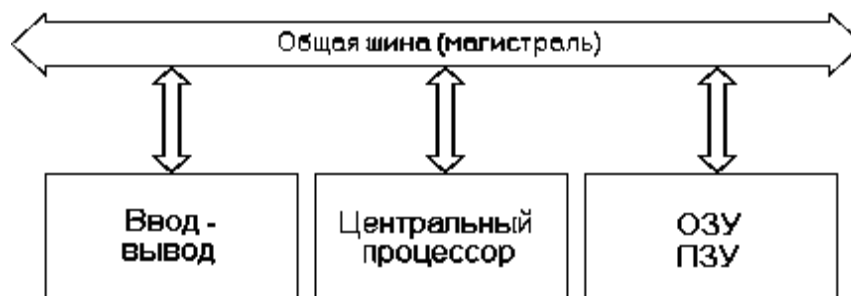 Общая шина (магистраль)
Ввод -
вывод
Центральный
процессор
ОЗУ
ПЗУ